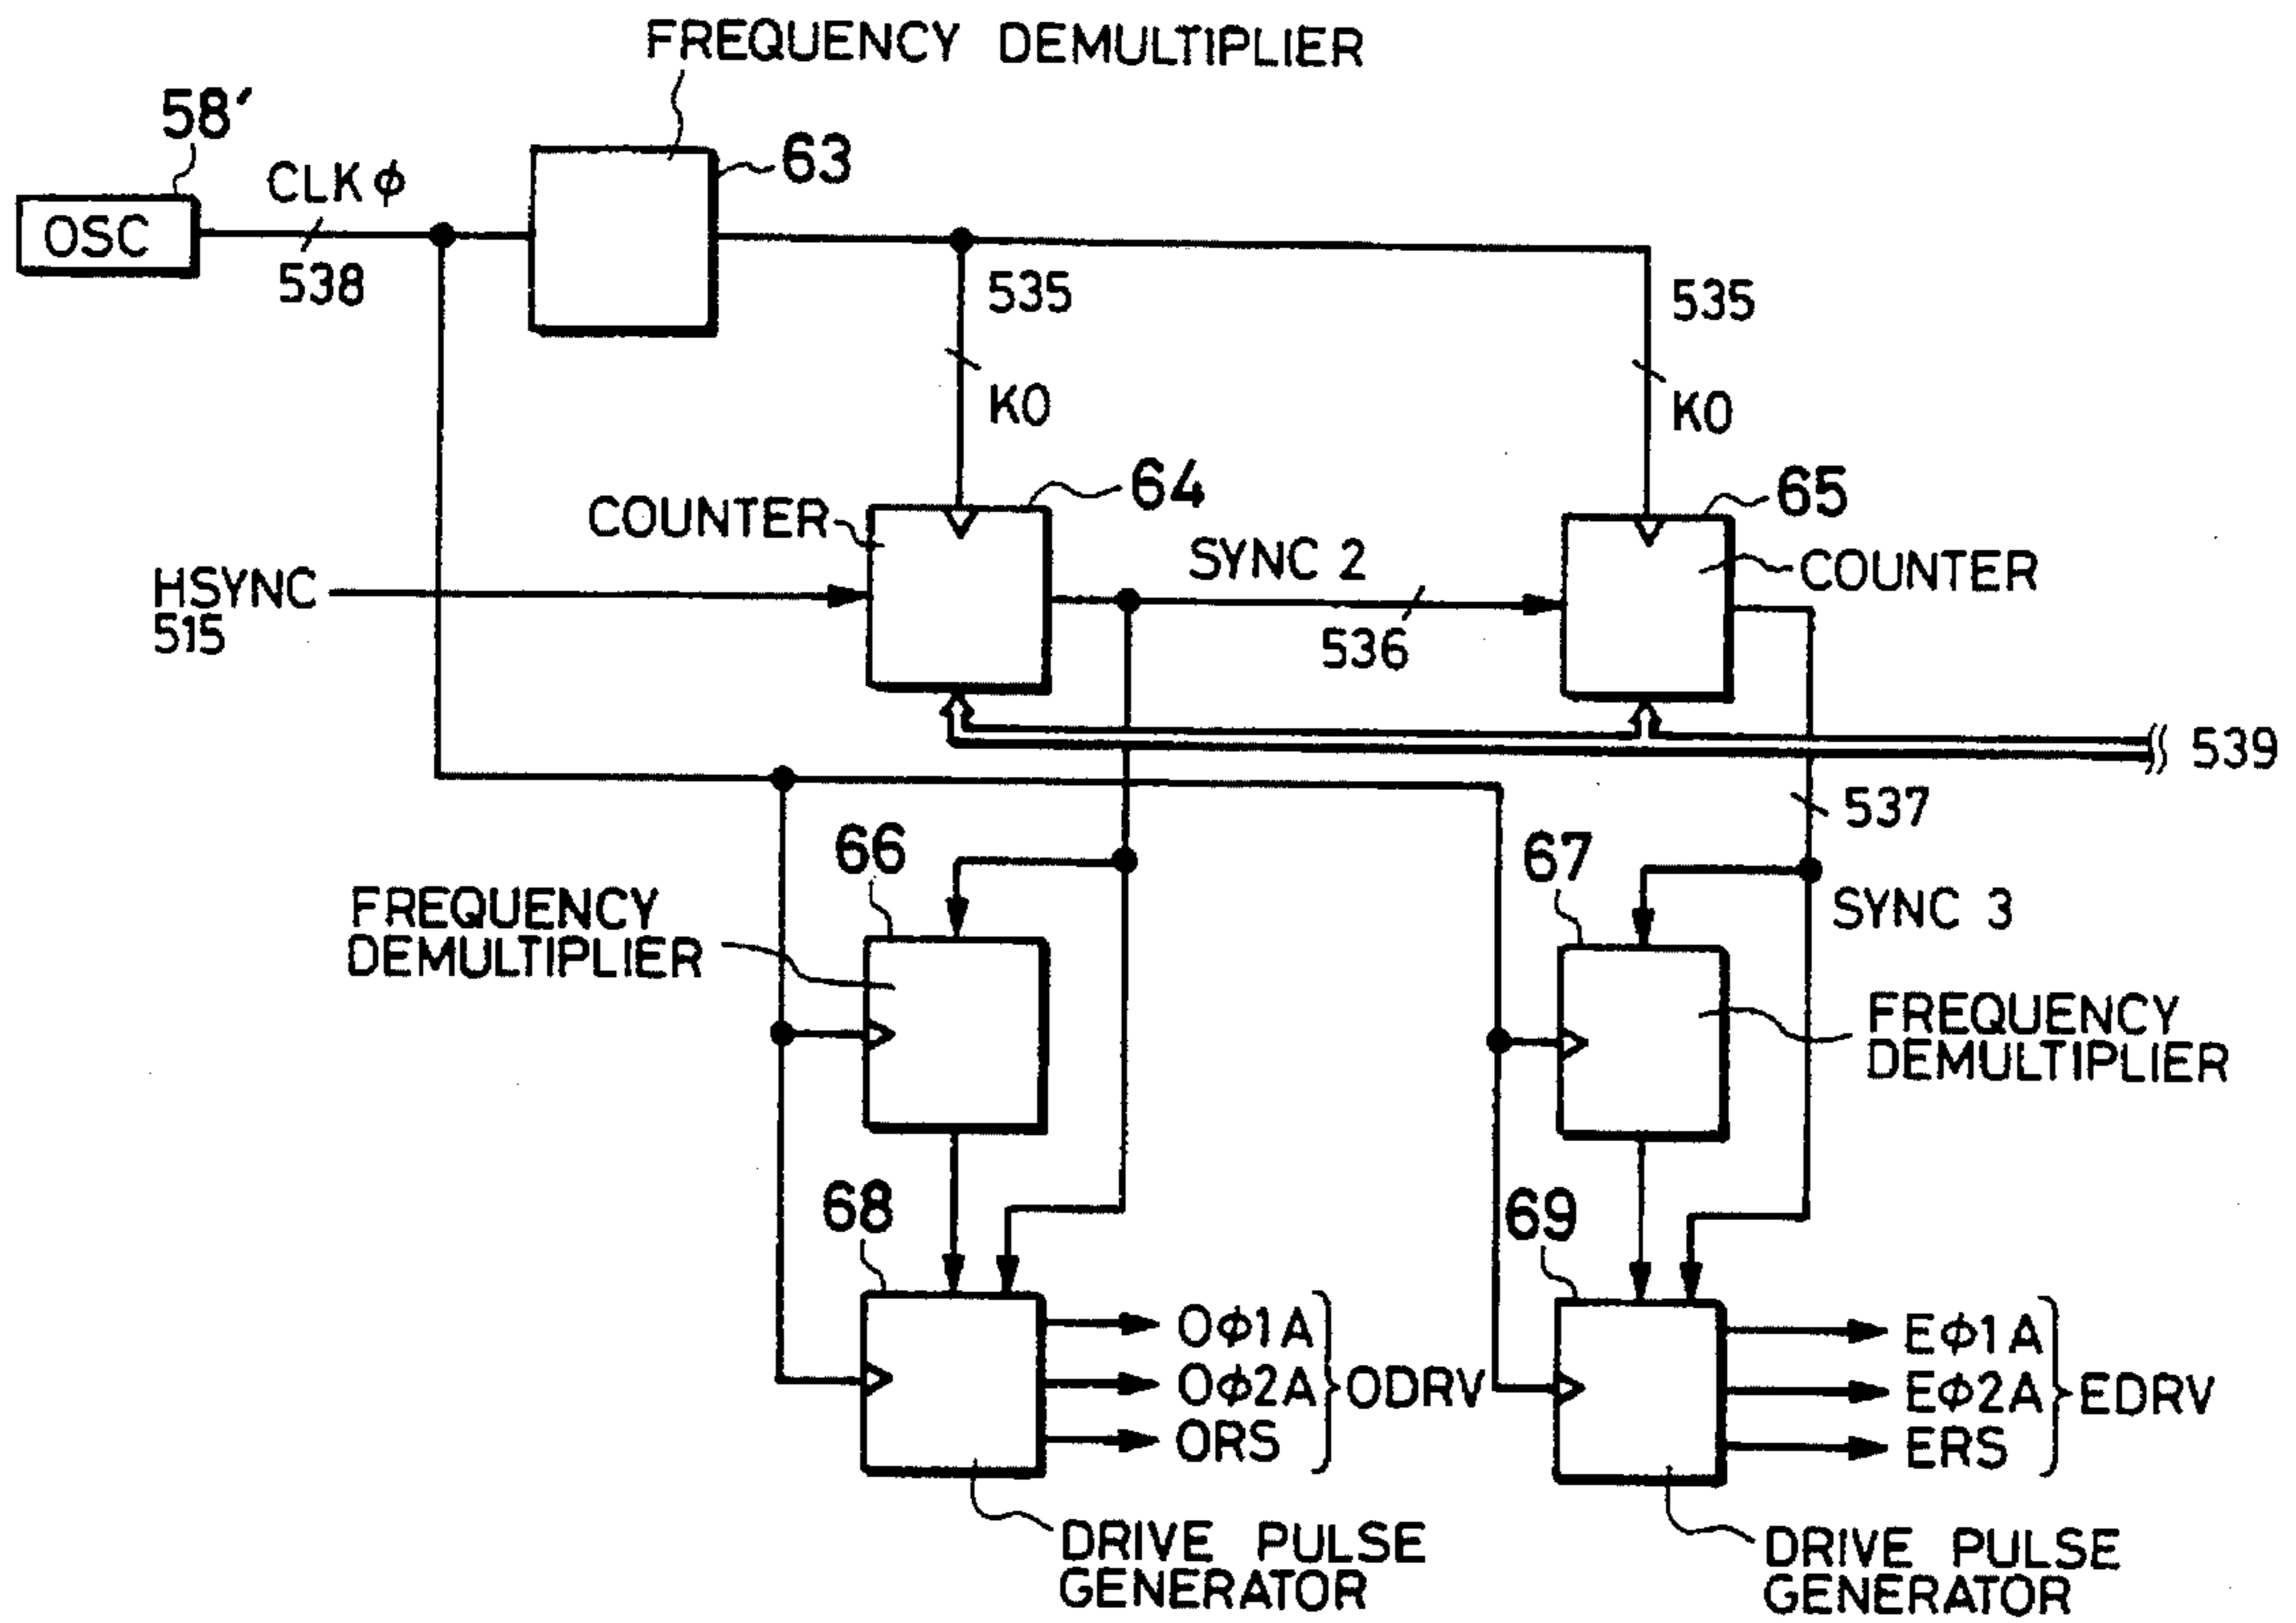 FREQUENCY DEMULTIPLIER
58'
CLK ϕ
63
OSC
538
535
535
K0
K0
64
65
COUNTER
SYNC 2
COUNTER
HSYNC
515
536
539
537
66
67
FREQUENCY
DEMULTIPLIER
SYNC 3
FREQUENCY
DEMULTIPLIER
68
69
Oϕ1A
Oϕ2A
ORS
ODRV
Eϕ1A
Eϕ2A
ERS
EDRV
DRIVE PULSE
GENERATOR
DRIVE PULSE
GENERATOR